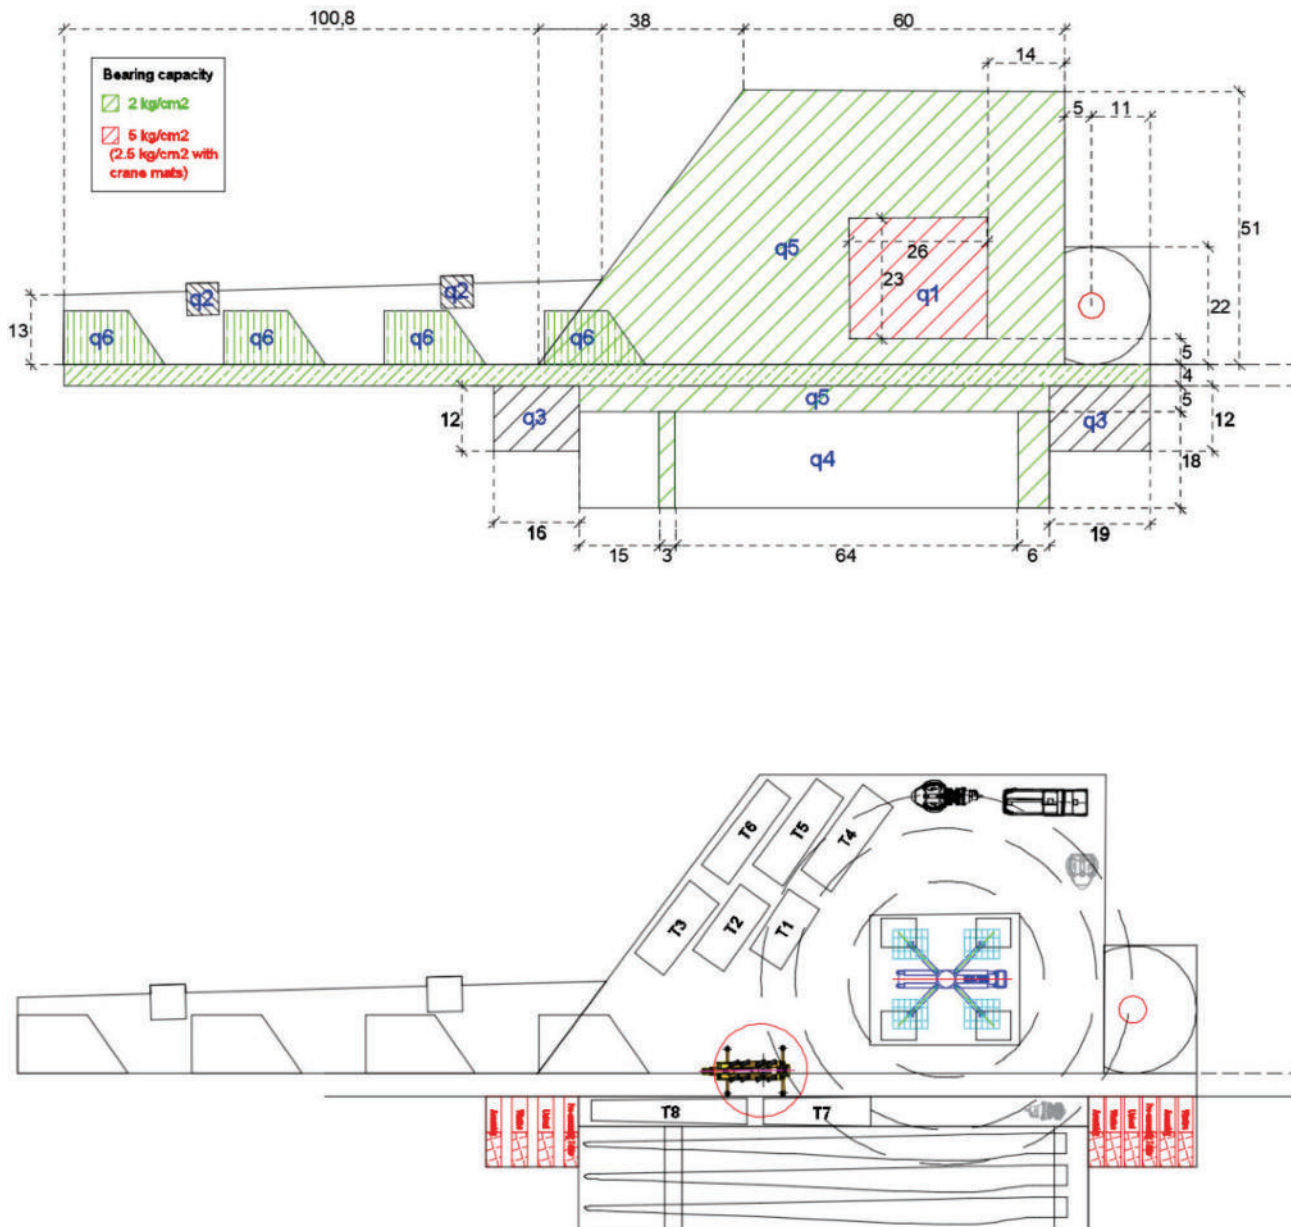 100,8
38
60
14
Bearing capacity
2 kg/cm2
5 kg/cm2
(2.5 kg/cm2 with
crane mats)
5
11
51
q5
26
q2
q2
23
q1
22
13
q6
q6
q6
q6
5
4
q5
5
12
q3
q3
12
q4
18
16
19
15
3
64
6
T6
T5
T4
T3
T2
T1
T8
T7